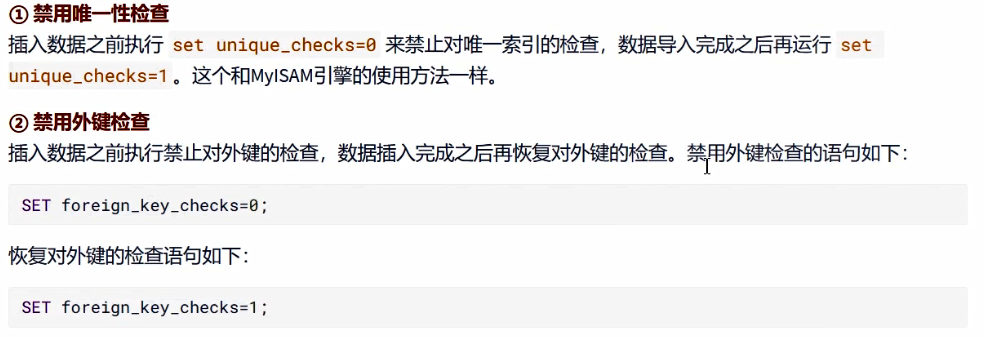 ① 禁用唯一性检查
插入数据之前执行 set unique_checks=0 来禁止对唯一索引的检查，数据导入完成之后再运行 set
unique_checks=1 。这个和MyISAM引擎的使用方法一样。
② 禁用外键检查
插入数据之前执行禁止对外键的检查，数据插入完成之后再恢复对外键的检查。禁用外键检查的语句如下：
SET foreign_key_checks=0;
恢复对外键的检查语句如下：
SET foreign_key_checks=1;